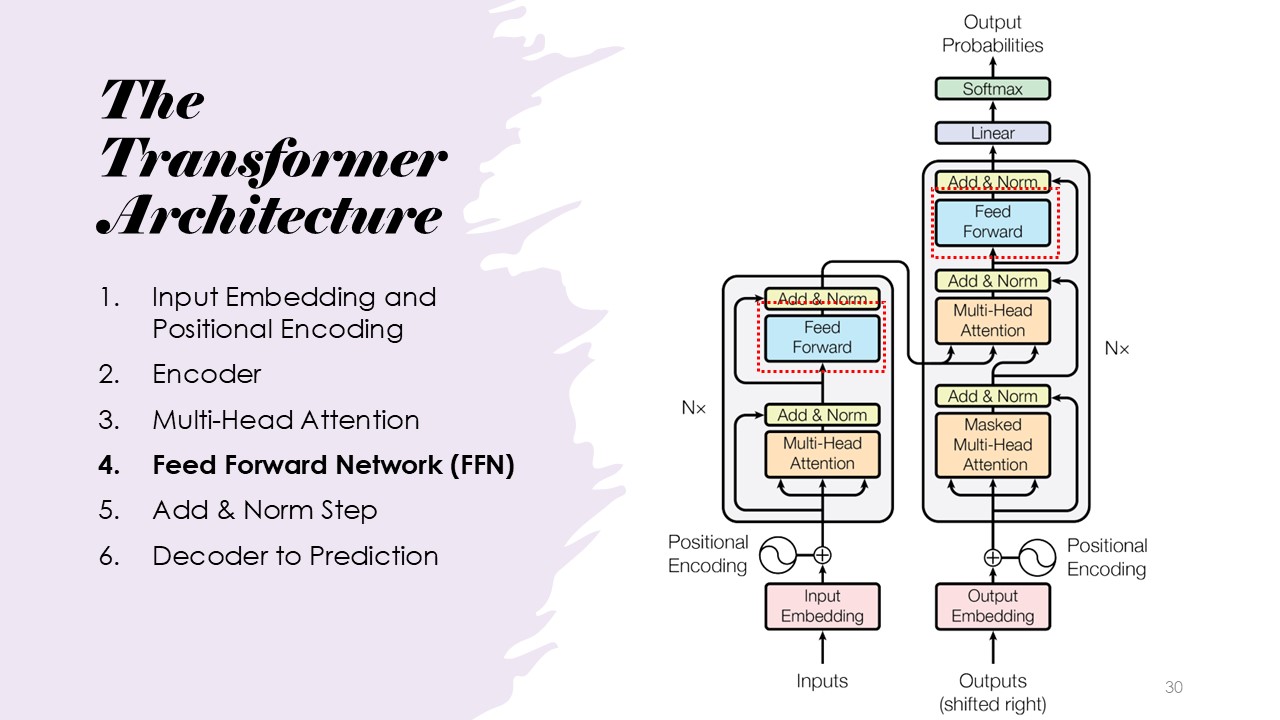 The
Transformer
Architecture
1. Input Embedding and
Positional Encoding
2. Encoder
3. Multi-Head Attention
4. Feed Forward Network (FFN)
5. Add & Norm Step
6. Decoder to Prediction
Output
Probabilities
Softmax
Linear
Add & Norm
Feed
Forward
Add & Norm
Multi-Head
Attention
Add & Norm
Masked
Multi-Head
Attention
N×
Add & Norm
Feed
Forward
Add & Norm
Multi-Head
Attention
N×
Positional
Encoding
Positional
Encoding
Input
Embedding
Output
Embedding
Inputs
Outputs
(shifted right)
30